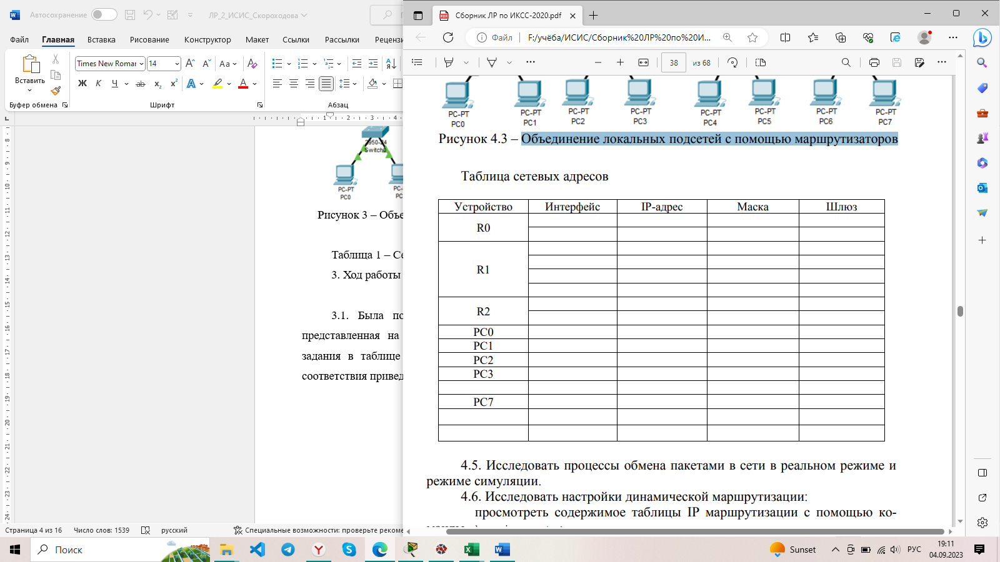 Автосохранение
ЛР_2_ИСИС_Скороходова
Файл Главная Вставка Рисование Конструктор Макет Ссылки Рассылки Реценз
Вставить
Times New Romar 14
Буфер обмена Шрифт Абзац
2950-24
Switch0
PC-PT
PC0
Рисунок 3 – Объе
Таблица 1 – Се
3. Ход работы
3.1. Была по
представленная на
задания в таблице
соответствия привед
Страница 4 из 16 Число слов: 1539 русский Специальные возможности: проверьте рекоме
Сборник ЛР по ИКСС-2020.pdf
Файл F:/учёба/ИСИС/Сборник%20ЛР%20по%20И...
38 из 68
PC-PT PC-PT PC-PT PC-PT PC-PT PC-PT PC-PT PC-PT
PC0 PC1 PC2 PC3 PC4 PC5 PC6 PC7
Рисунок 4.3 – Объединение локальных подсетей с помощью маршрутизаторов
Таблица сетевых адресов
Устройство Интерфейс IP-адрес Маска Шлюз
R0
R1
R2
PC0
PC1
PC2
PC3
PC7
4.5. Исследовать процессы обмена пакетами в сети в реальном режиме и
режиме симуляции.
4.6. Исследовать настройки динамической маршрутизации:
просмотреть содержимое таблицы IP маршрутизации с помощью ко-
Поиск
Sunset
РУС
19:11
04.09.2023